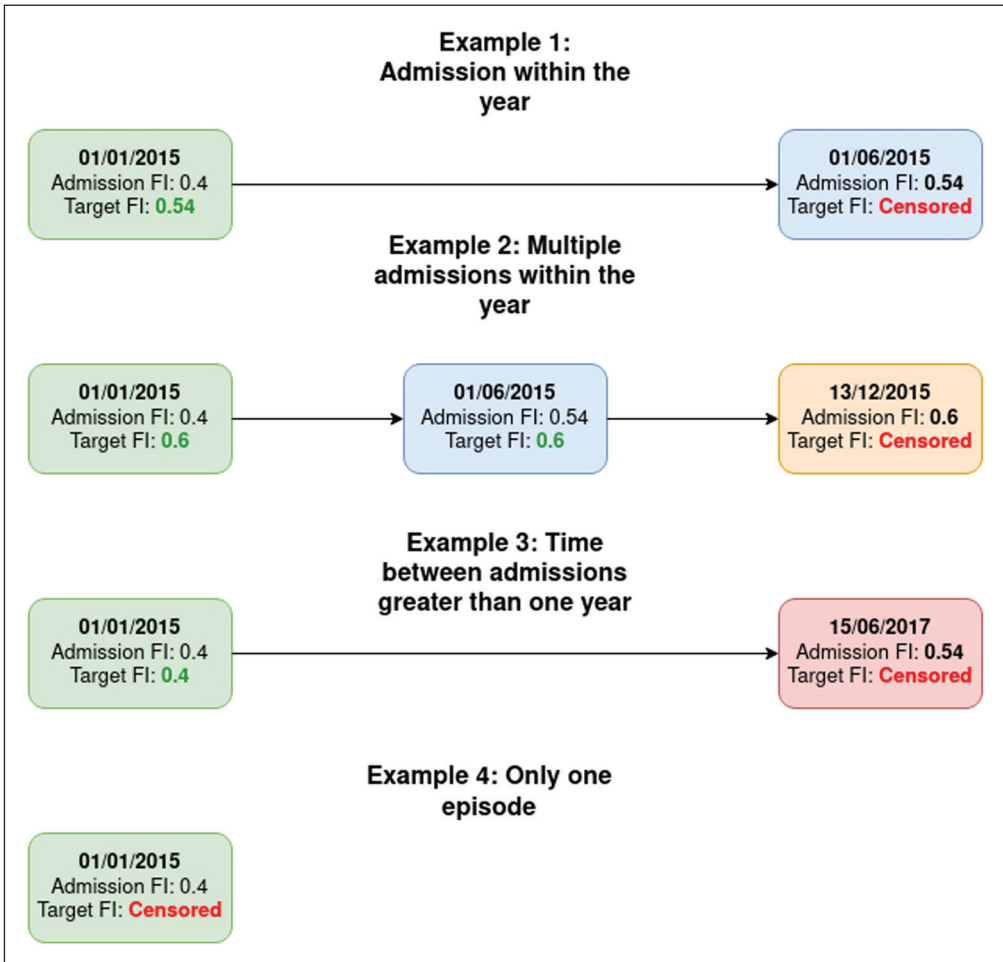 Example 1:
Admission within the
year
01/01/2015
Admission FI: 0.4
Target FI: 0.54
01/06/2015
Admission FI: 0.54
Target FI: Censored
Example 2: Multiple
admissions within the
year
01/01/2015
Admission FI: 0.4
Target FI: 0.6
01/06/2015
Admission FI: 0.54
Target FI: 0.6
13/12/2015
Admission FI: 0.6
Target FI: Censored
Example 3: Time
between admissions
greater than one year
01/01/2015
Admission FI: 0.4
Target FI: 0.4
15/06/2017
Admission FI: 0.54
Target FI: Censored
Example 4: Only one
episode
01/01/2015
Admission FI: 0.4
Target FI: Censored